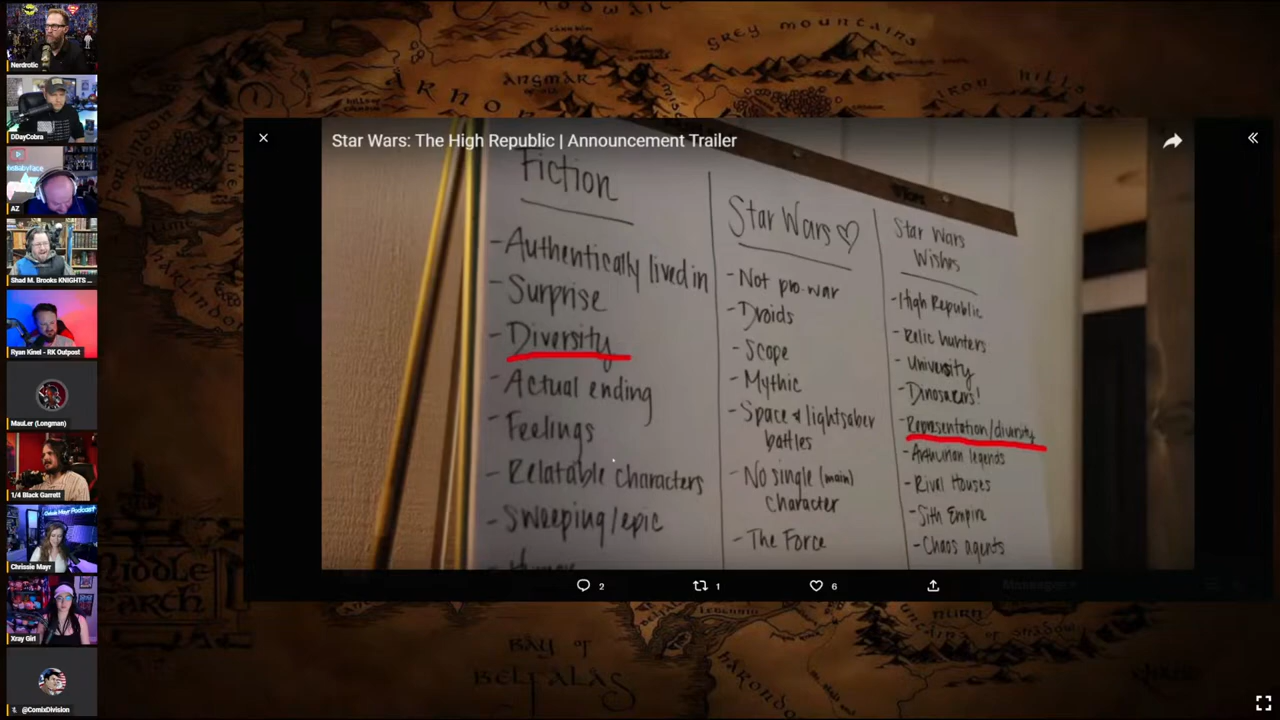 Nerdrotic
DDayCobra
AZ
Shad M. Brooks KNIGHTS ...
Ryan Kinel - RK Outpost
MauLer (Longman)
1/4 Black Garrett
Chrissie Mayr
Xray Girl
@ComixDivision
GREY MOUNTAINS
ANGMAR
ARNO
IRON hills
FORLINDON
Star Wars: The High Republic | Announcement Trailer
Fiction
- Authentically lived in
- Surprise
- Diversity
- Actual ending
- Feelings
- Relatable characters
- Sweeping/epic
Star Wars ♡
- Not pro-war
- Droids
- Scope
- Mythic
- Space & lightsaber
battles
- No single (main)
character
- The Force
Star Wars
Wishes
- High Republic
- Relic hunters
- University
- Dinosaurs!
- Representation/diversity
- Arthurian legends
- Rival Houses
- Sith Empire
- Chaos agents
2
1
6
MIDDLE
EARTH
BAY OF
BELFALAS